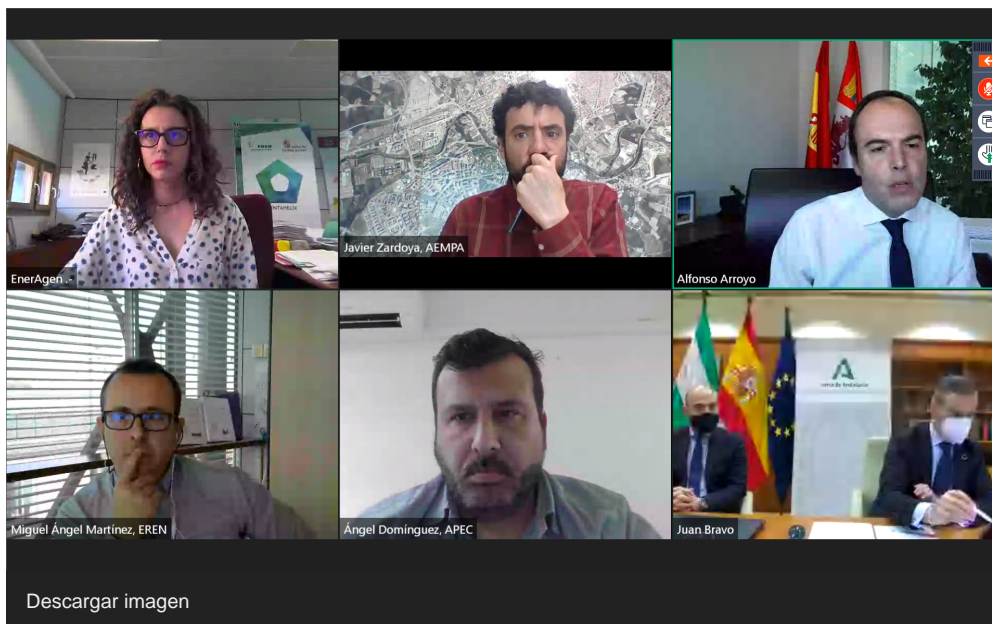 EnerAgen .-
Javier Zardoya, AEMPA
Alfonso Arroyo
Miguel Ángel Martínez, EREN
Ángel Domínguez, APEC
Junta de Andalucía
Juan Bravo
Descargar imagen